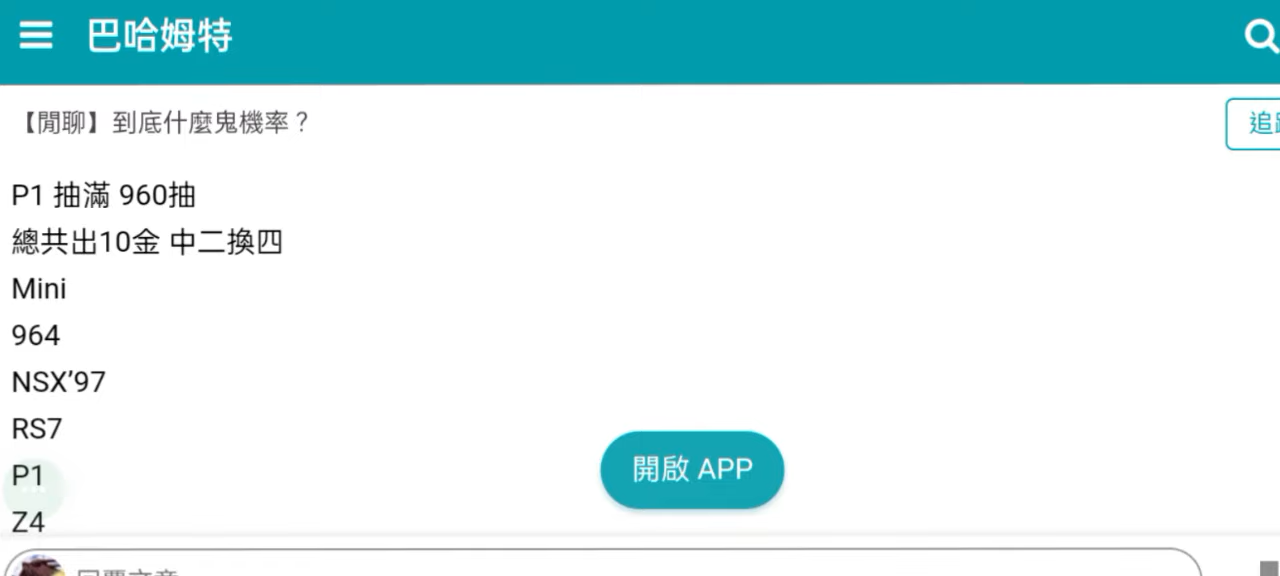 巴哈姆特
【閒聊】到底什麼鬼機率？
P1 抽滿 960抽
總共出10金 中二換四
Mini
964
NSX’97
RS7
P1
Z4
開啟 APP